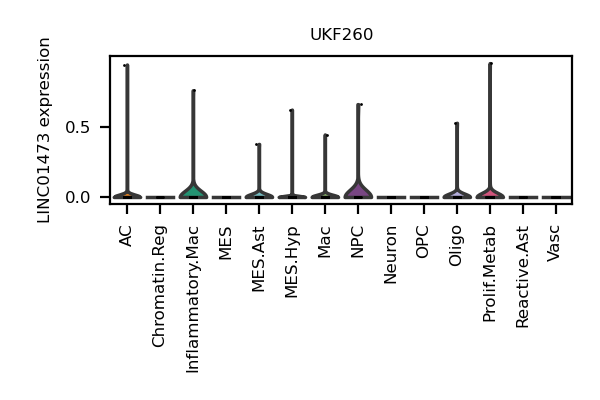 UKF260
LINC01473 expression
0.5
0.0
AC
Chromatin.Reg
Inflammatory.Mac
MES
MES.Ast
MES.Hyp
Mac
NPC
Neuron
OPC
Oligo
Prolif.Metab
Reactive.Ast
Vasc